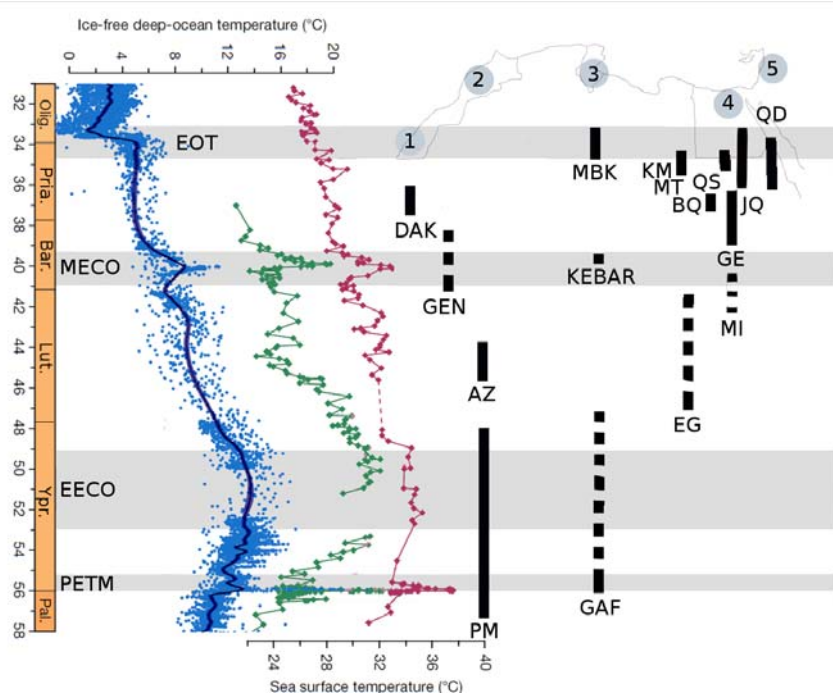 Ice-free deep-ocean temperature (°C)
0 4 8 12 16 20
1 2 3 4 5
QD
32
34
36
38
40
42
44
46
48
50
52
54
56
58
Olig.
Pria.
Bar.
Lut.
Ypr.
Pal.
EOT
MBK
KM
MT
QS
BQ
JQ
DAK
MECO
GE
KEBAR
GEN
MI
AZ
EG
EECO
PETM
GAF
PM
24 28 32 36 40
Sea surface temperature (°C)